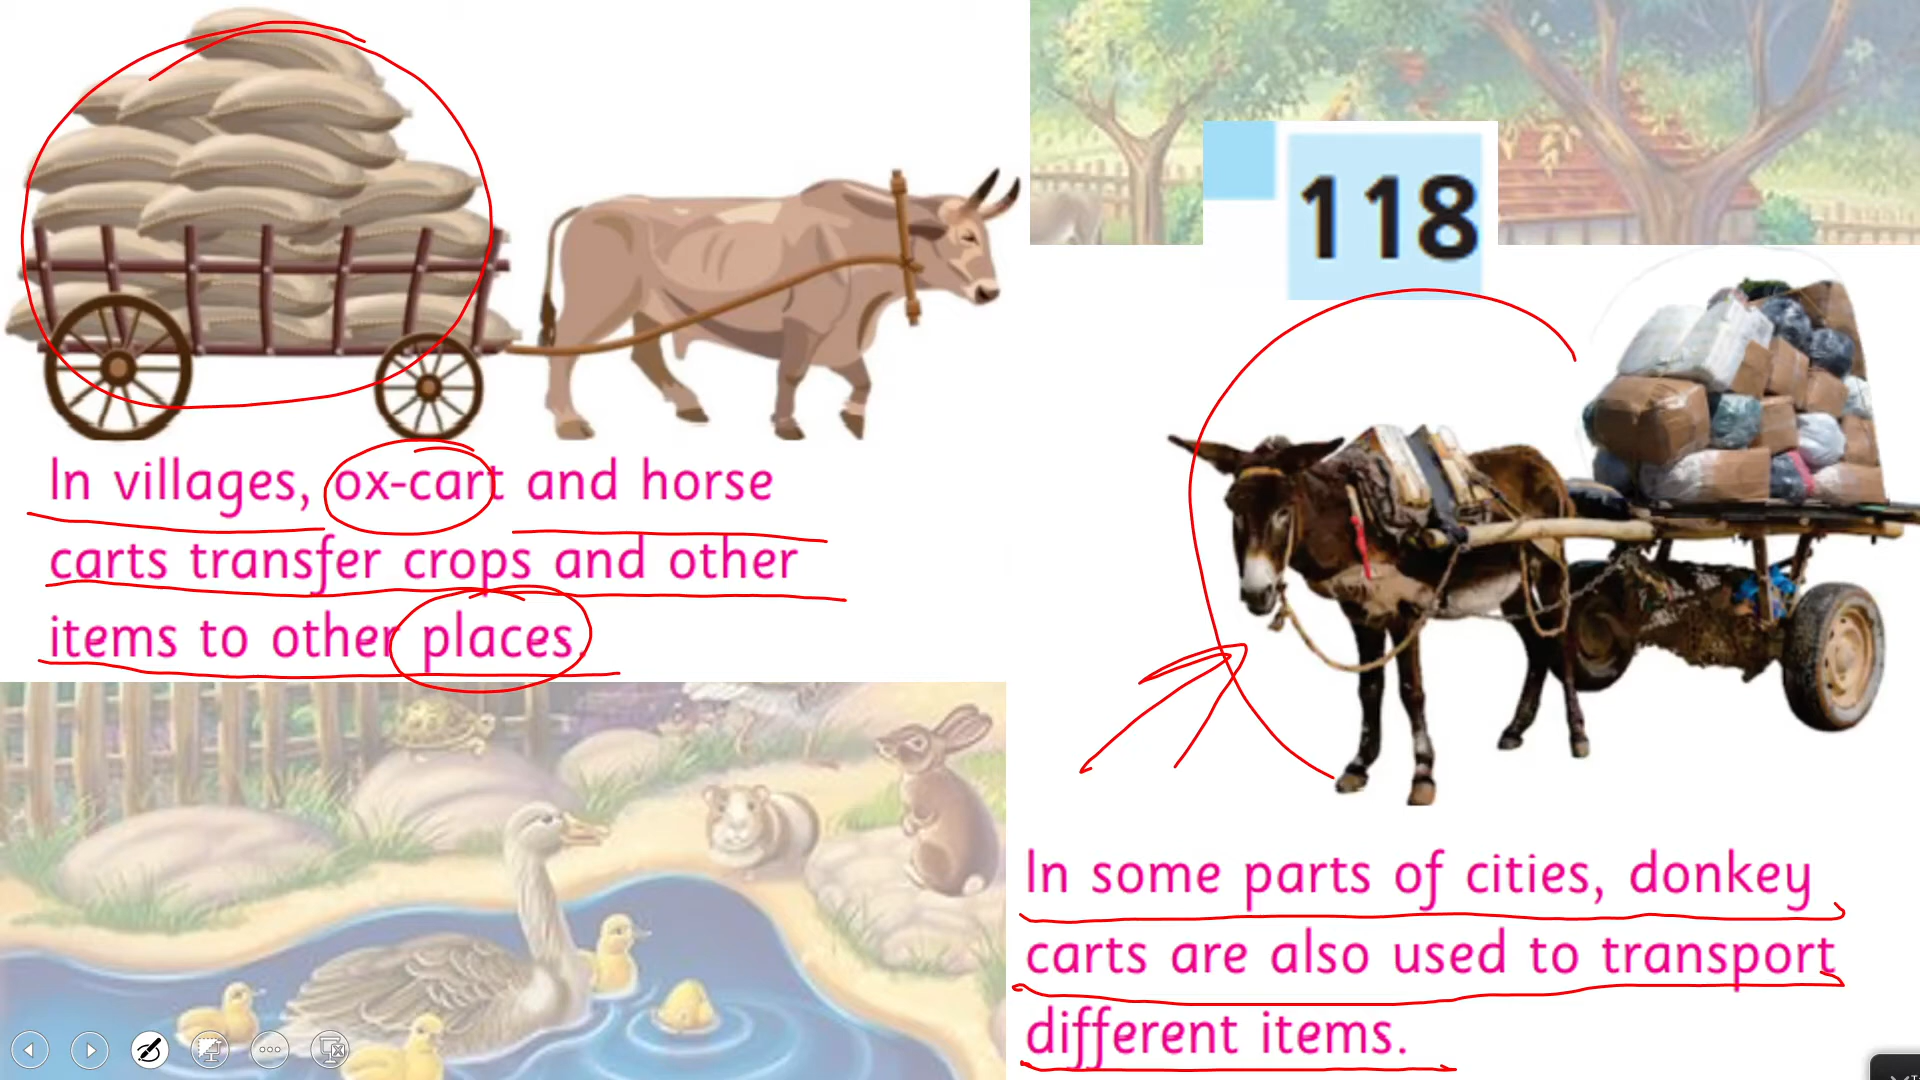 In villages, ox-cart and horse
carts transfer crops and other
items to other places.
118
In some parts of cities, donkey
carts are also used to transport
different items.